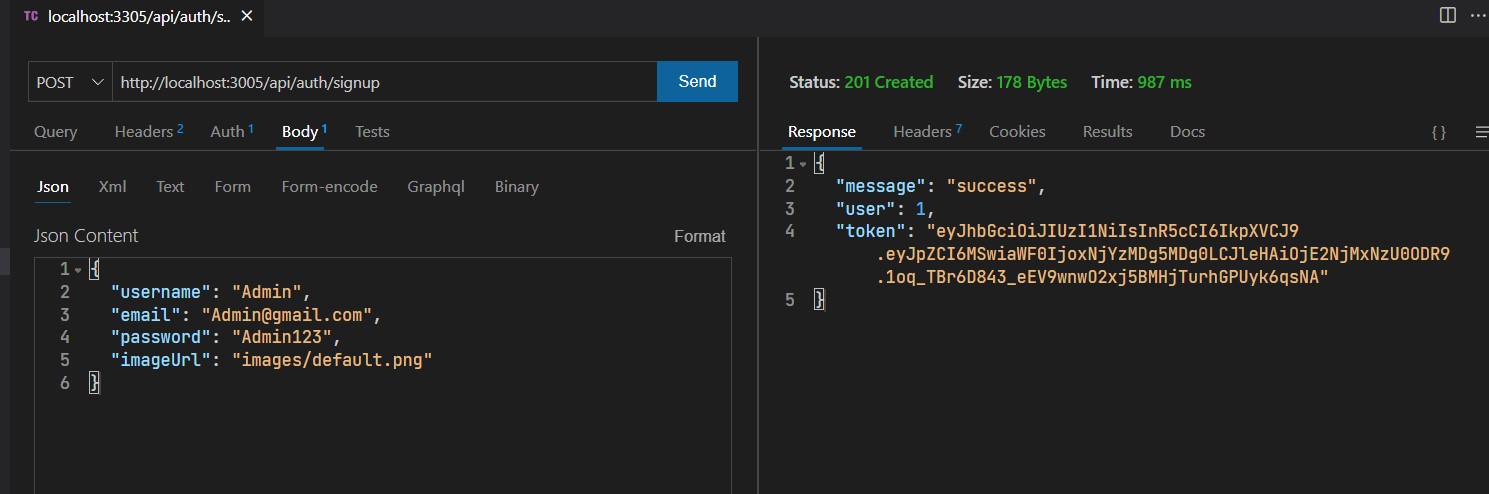 TC localhost:3305/api/auth/s..
POST http://localhost:3005/api/auth/signup Send
Query Headers 2 Auth 1 Body 1 Tests
Json Xml Text Form Form-encode Graphql Binary
Json Content Format
1 {
2 "username": "Admin",
3 "email": "Admin@gmail.com",
4 "password": "Admin123",
5 "imageUrl": "images/default.png"
6 }
Status: 201 Created Size: 178 Bytes Time: 987 ms
Response Headers 7 Cookies Results Docs { }
1 {
2 "message": "success",
3 "user": 1,
4 "token": "eyJhbGciOiJIUzI1NiIsInR5cCI6IkpXVCJ9
.eyJpZCI6MSwiaWF0IjoxNjYzMDg5MDg0LCJleHAiOjE2NjMxNzU0ODR9
.1oq_TBr6D843_eEV9wnwO2xj5BMHjTurhGPUyk6qsNA"
5 }